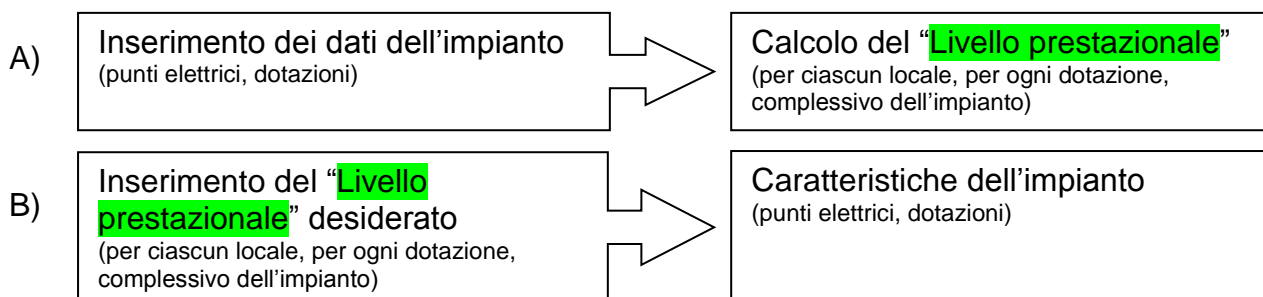 A)
Inserimento dei dati dell’impianto
(punti elettrici, dotazioni)
Calcolo del “Livello prestazionale”
(per ciascun locale, per ogni dotazione,
complessivo dell’impianto)
B)
Inserimento del “Livello
prestazionale” desiderato
(per ciascun locale, per ogni dotazione,
complessivo dell’impianto)
Caratteristiche dell’impianto
(punti elettrici, dotazioni)